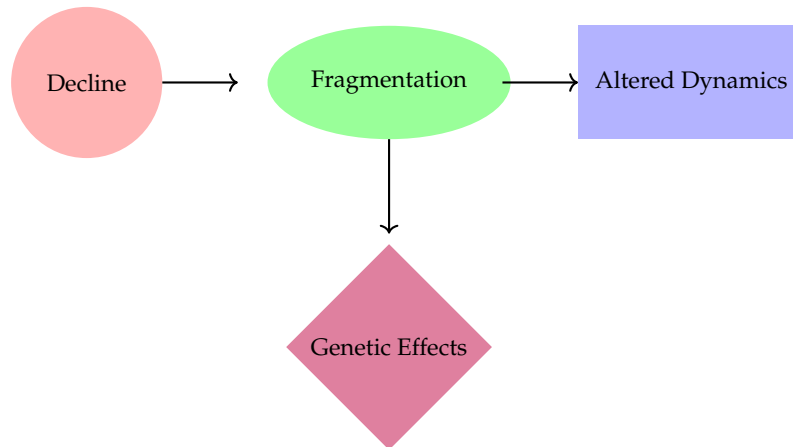 Decline
Fragmentation
Altered Dynamics
Genetic Effects